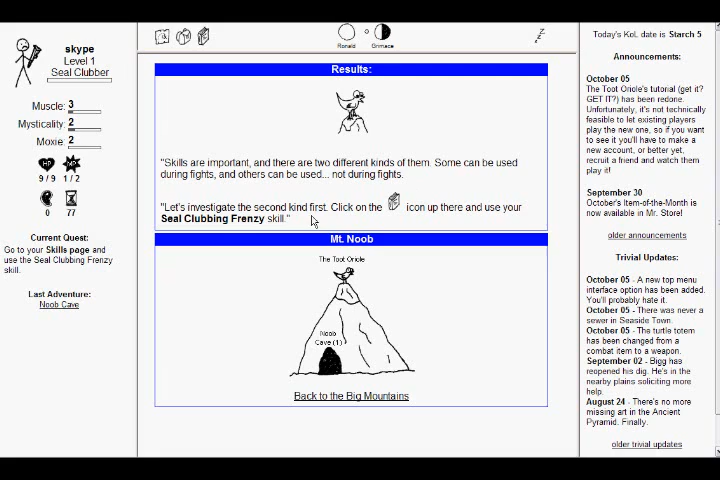 skype
Level 1
Seal Clubber
Muscle: 3
Mysticality: 2
Moxie: 2
HP MP
9 / 9 1 / 2
0 77
Current Quest:
Go to your Skills page and
use the Seal Clubbing Frenzy
skill.
Last Adventure:
Noob Cave
Ronald Grimace
Results:
"Skills are important, and there are two different kinds of them. Some can be used
during fights, and others can be used... not during fights.
"Let's investigate the second kind first. Click on the icon up there and use your
Seal Clubbing Frenzy skill."
Mt. Noob
The Toot Oriole
Noob
Cave (1)
Back to the Big Mountains
Today's KoL date is Starch 5
Announcements:
October 05
The Toot Oriole's tutorial (get it?
GET IT?) has been redone.
Unfortunately, it's not technically
feasible to let existing players
play the new one, so if you want
to see it you'll have to make a
new account, or better yet,
recruit a friend and watch them
play it!
September 30
October's Item-of-the-Month is
now available in Mr. Store!
older announcements
Trivial Updates:
October 05 - A new top menu
interface option has been added.
You'll probably hate it.
October 05 - There was never a
sewer in Seaside Town.
October 05 - The turtle totem
has been changed from a
combat item to a weapon.
September 02 - Bigg has
reopened his dig. He's in the
nearby plains soliciting more
help.
August 24 - There's no more
missing art in the Ancient
Pyramid. Finally.
older trivial updates